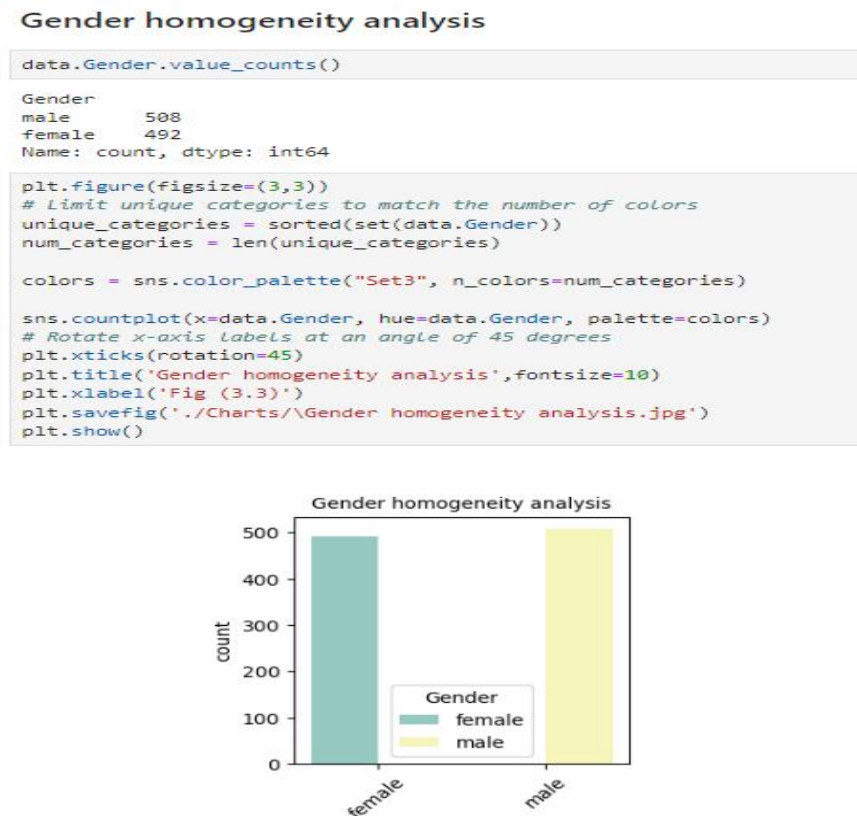 Gender homogeneity analysis
data.Gender.value_counts()
Gender
male 508
female 492
Name: count, dtype: int64
plt.figure(figsize=(3,3))
# Limit unique categories to match the number of colors
unique_categories = sorted(set(data.Gender))
num_categories = len(unique_categories)
colors = sns.color_palette("Set3", n_colors=num_categories)
sns.countplot(x=data.Gender, hue=data.Gender, palette=colors)
# Rotate x-axis labels at an angle of 45 degrees
plt.xticks(rotation=45)
plt.title('Gender homogeneity analysis',fontsize=10)
plt.xlabel('Fig (3.3)')
plt.savefig('./Charts/\Gender homogeneity analysis.jpg')
plt.show()
Gender homogeneity analysis
500
400
300
200
100
0
count
Gender
female
male
female
male